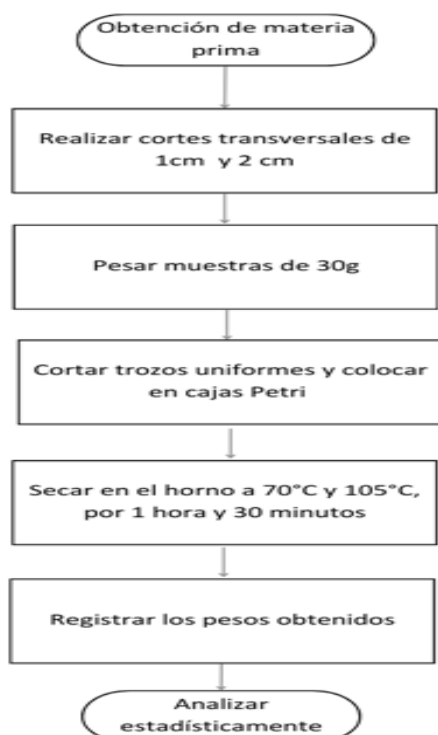 Obtención de materia
prima
Realizar cortes transversales de
1cm y 2 cm
Pesar muestras de 30g
Cortar trozos uniformes y colocar
en cajas Petri
Secar en el horno a 70°C y 105°C,
por 1 hora y 30 minutos
Registrar los pesos obtenidos
Analizar
estadísticamente